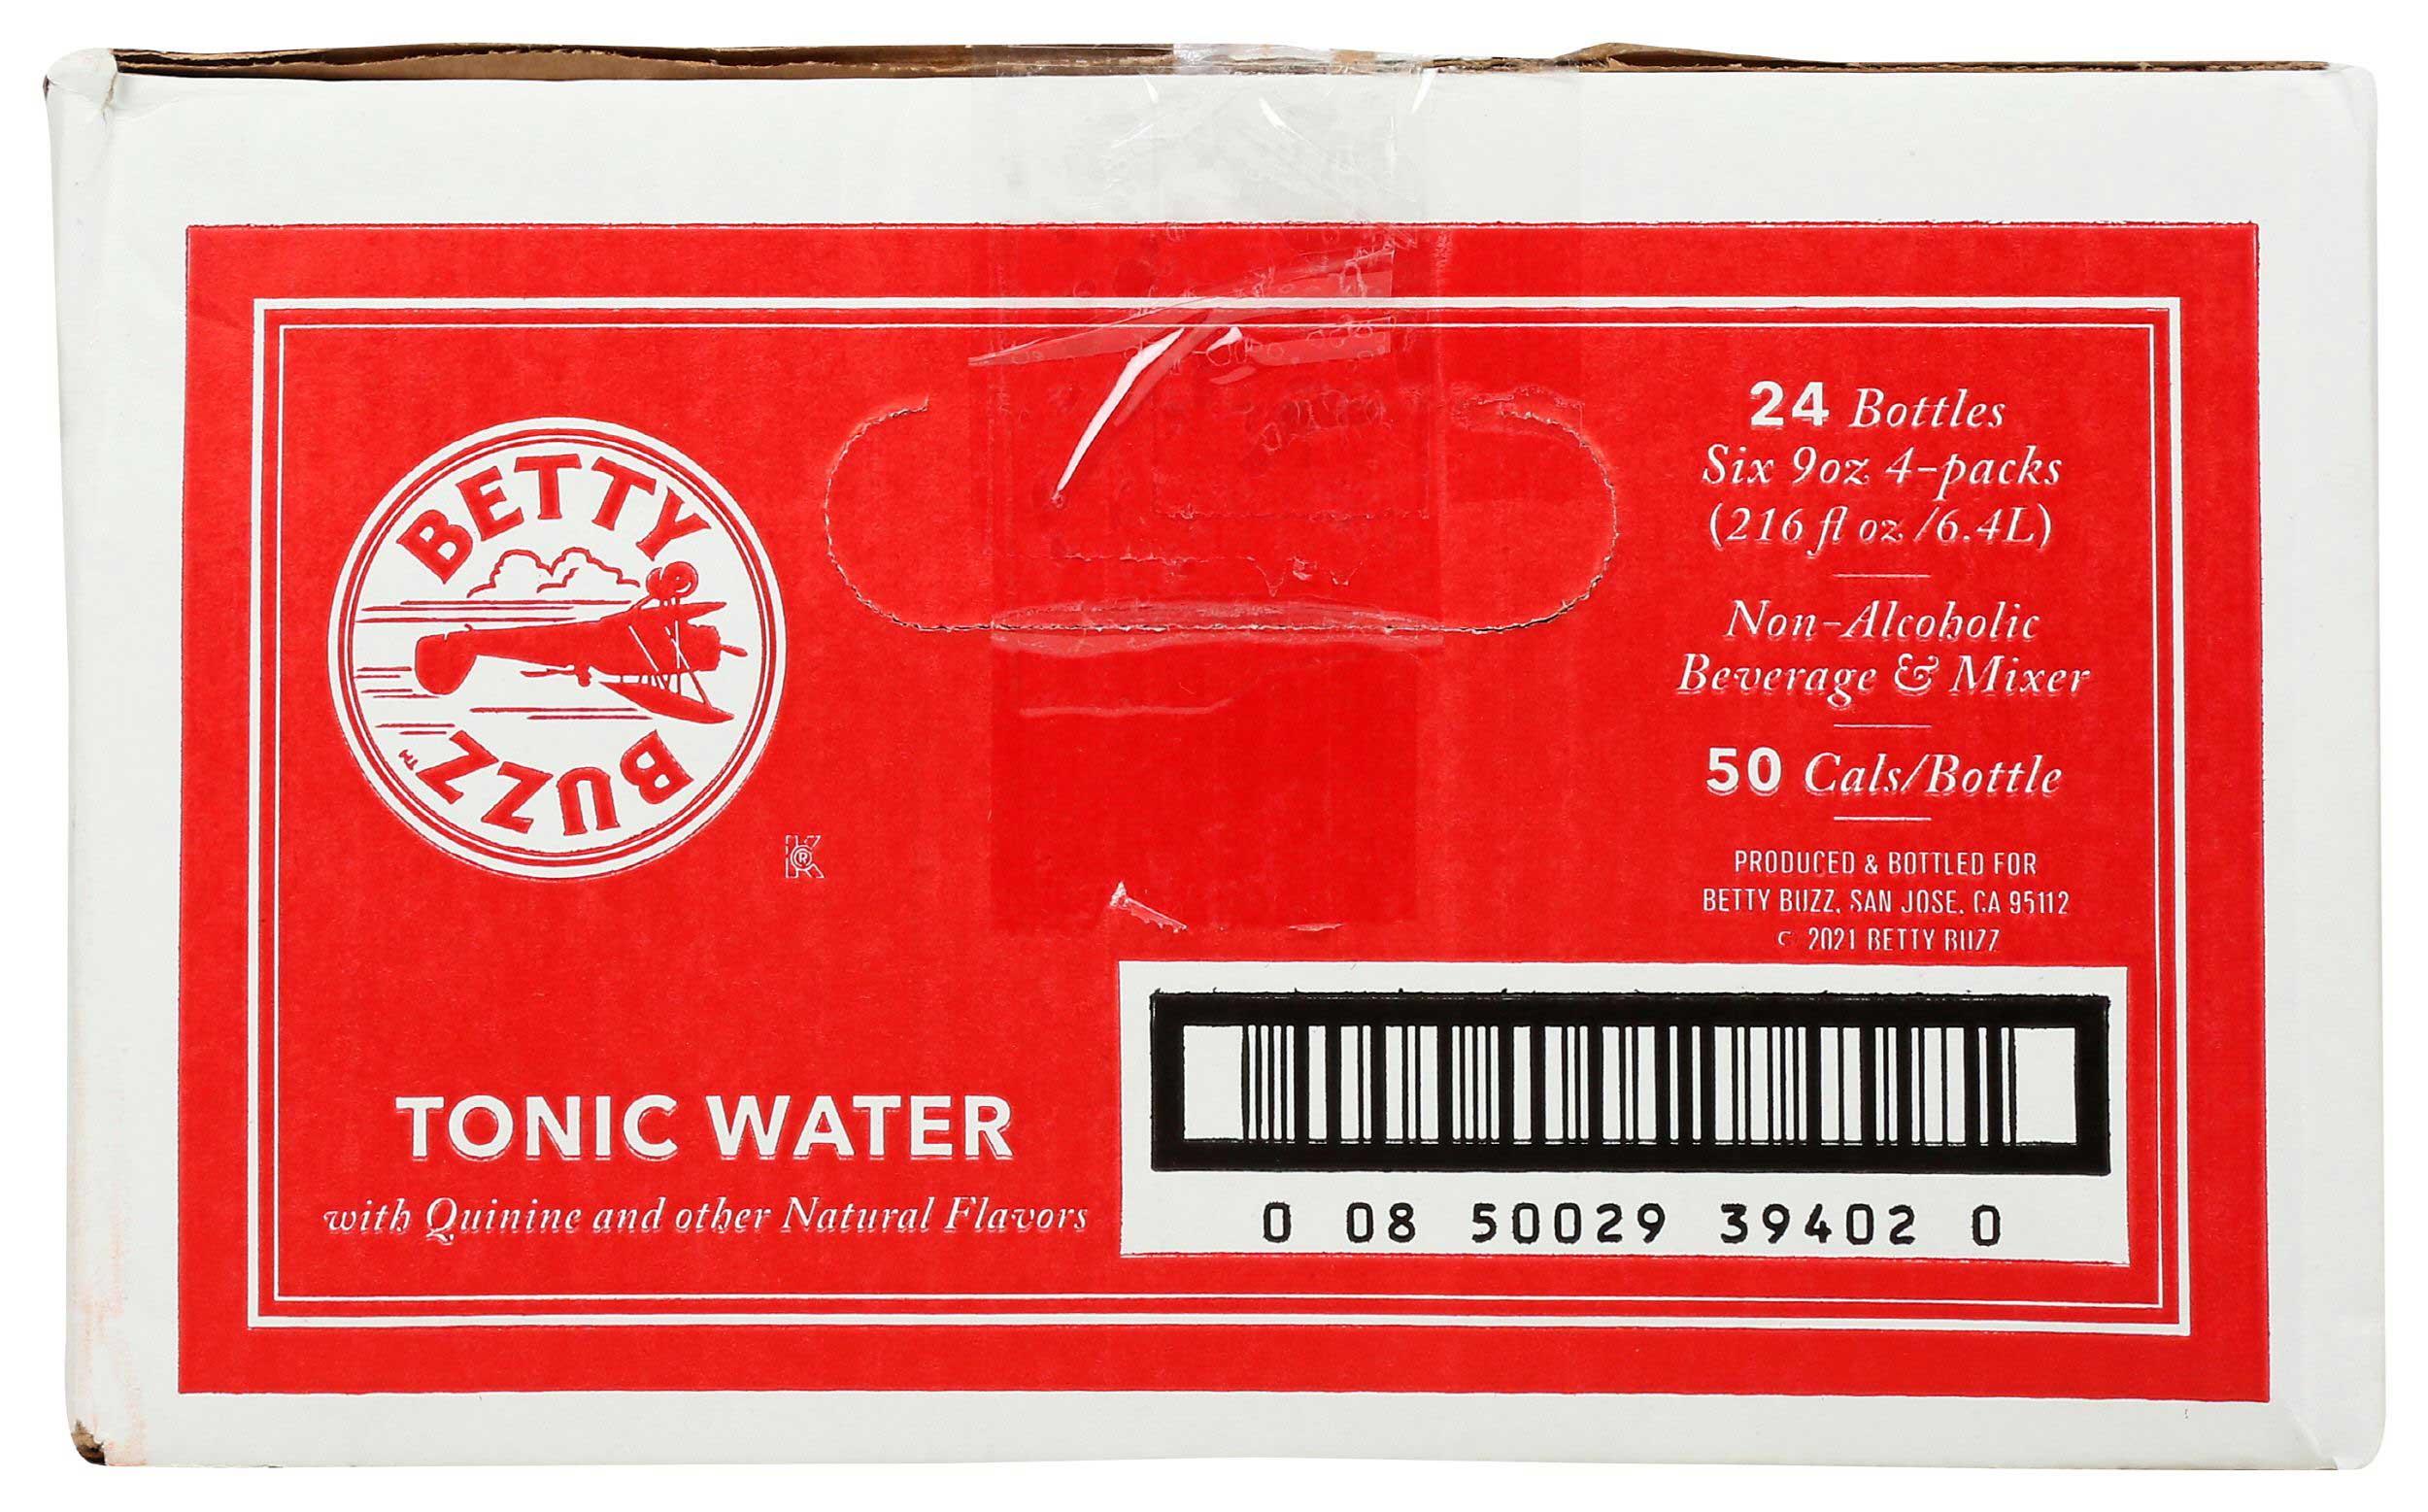 BETTY
BUZZ™
K
®
TONIC WATER
with Quinine and other Natural Flavors
24 Bottles
Six 9oz 4-packs
(216 fl oz/6.4L)
Non-Alcoholic
Beverage & Mixer
50 Cals/Bottle
PRODUCED & BOTTLED FOR
BETTY BUZZ, SAN JOSE, CA 95112
© 2021 BETTY BUZZ
0 08 50029 39402 0